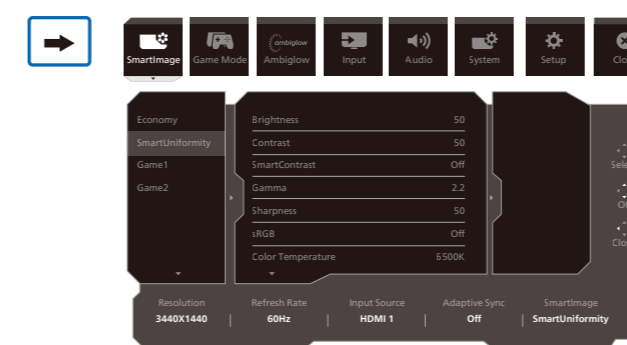 SmartImage Game Mode ambiglow Ambiglow Input Audio System Setup
Economy
SmartUniformity
Game1
Game2
Brightness 50
Contrast 50
SmartContrast Off
Gamma 2.2
Sharpness 50
sRGB Off
Color Temperature 6500K
Resolution Refresh Rate Input Source Adaptive Sync SmartImage
3440X1440 | 60Hz | HDMI 1 | Off | SmartUniformity